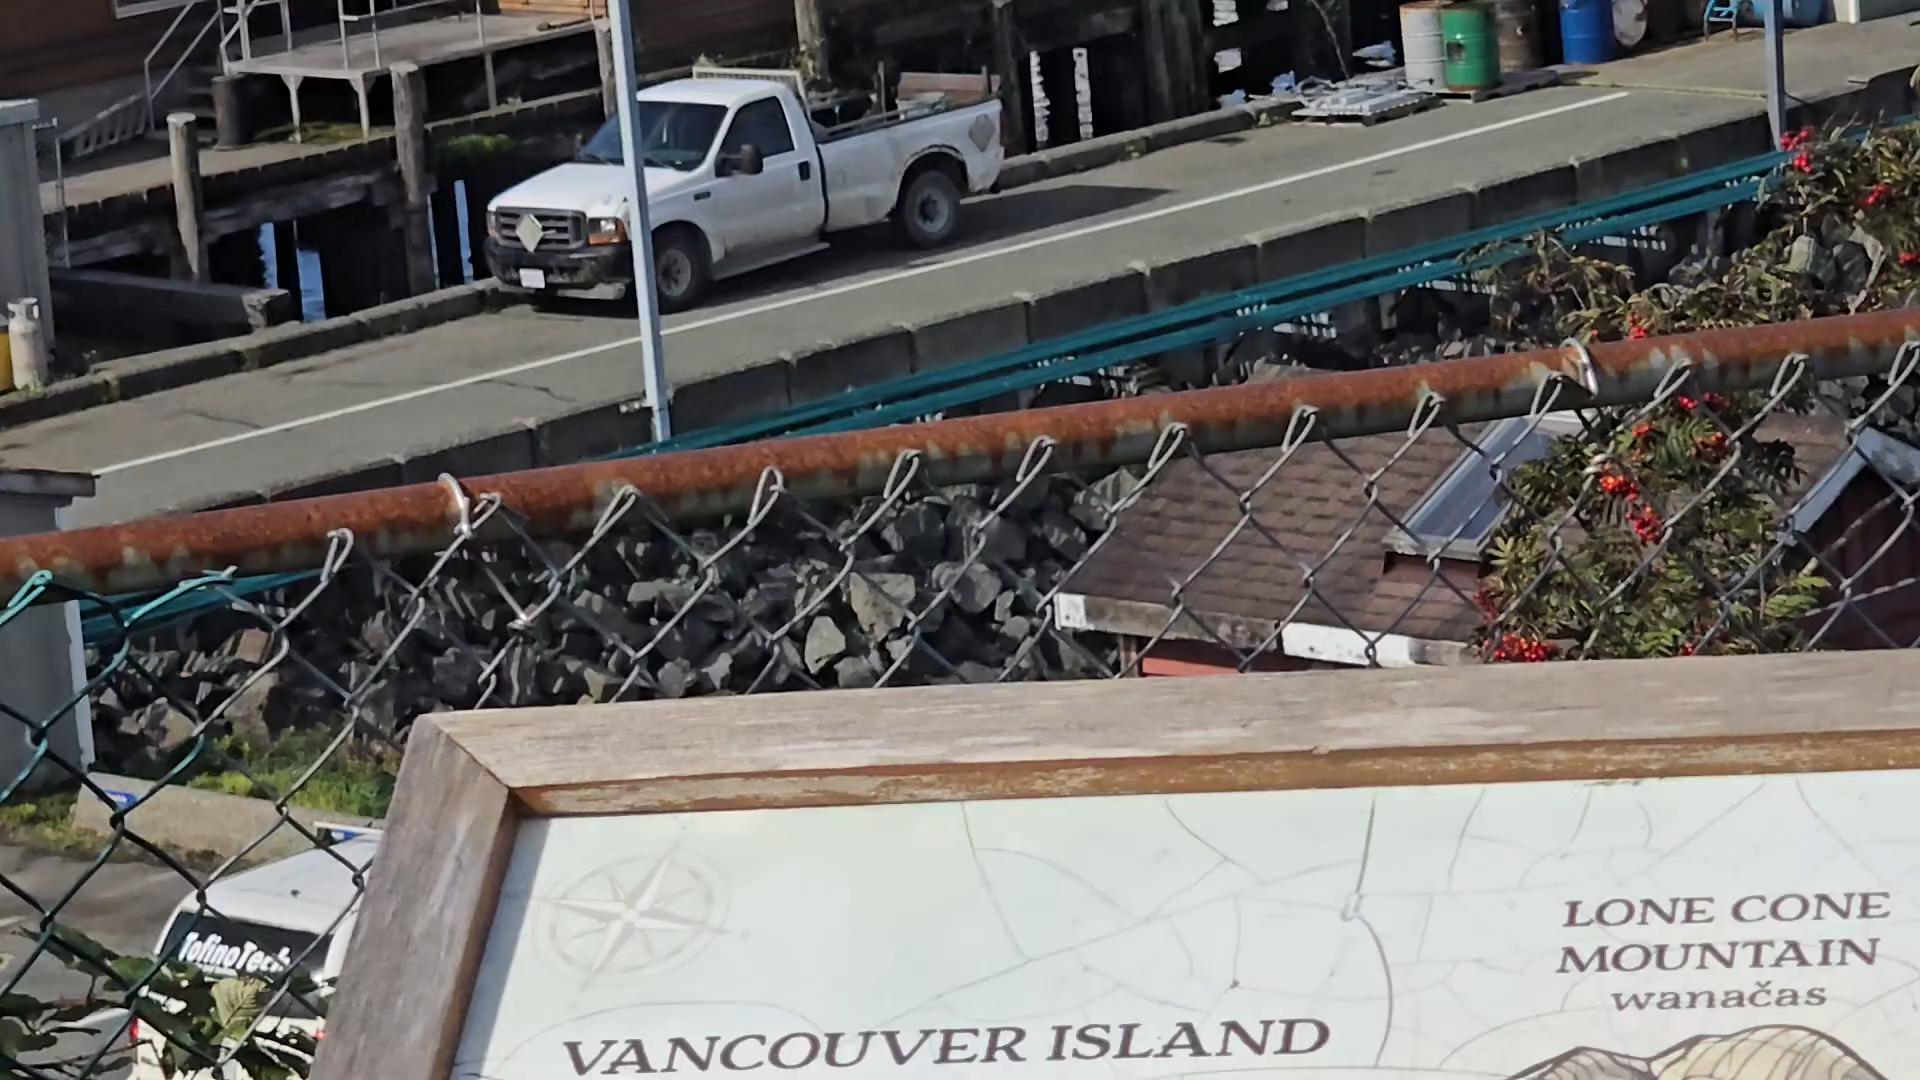 TofinoTech
LONE CONE
MOUNTAIN
wanačas
VANCOUVER ISLAND